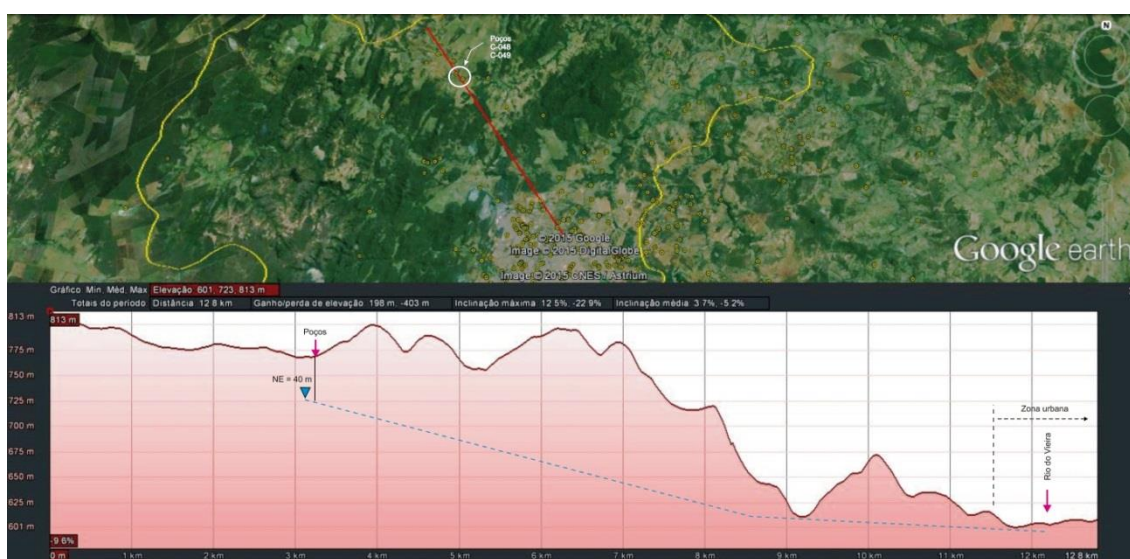 N
Poços
C-048
C-049
© 2015 Google
Image © 2015 DigitalGlobe
Image © 2015 CNES / Astrium
Google earth
Gráfico Min, Méd, Max Elevação 601, 723, 813 m
Totais do período Distância 12.8 km Ganho/perda de elevação 198 m, -403 m Inclinação máxima 12.5%, -22.9% Inclinação média 3.7%, -5.2%
813 m
813 m
775 m
750 m
725 m
700 m
675 m
650 m
625 m
601 m
Poços
NE = 40 m
Zona urbana
Rio do Vieira
-9.6%
0 m 1 km 2 km 3 km 4 km 5 km 6 km 7 km 8 km 9 km 10 km 11 km 12 km 12.8 km